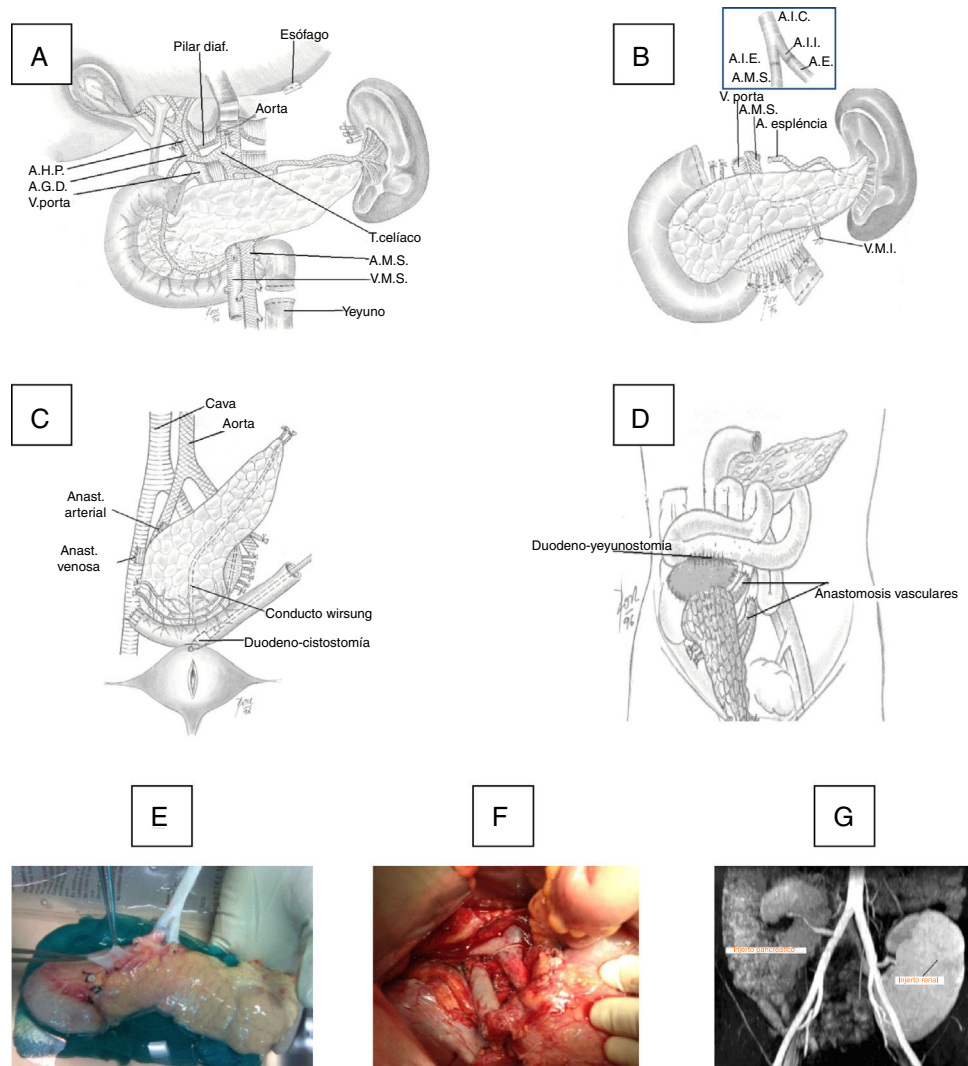 A
Pilar diaf.
Esófago
Aorta
A.H.P.
A.G.D.
V.porta
T.celíaco
A.M.S.
V.M.S.
Yeyuno
B
A.I.C.
A.I.I.
A.I.E.
A.E.
A.M.S.
V. porta
A.M.S.
A. espléncia
V.M.I.
C
Cava
Aorta
Anast.
arterial
Anast.
venosa
Conducto wirsung
Duodeno-cistostomía
D
Duodeno-yeyunostomia
Anastomosis vasculares
E
F
G
Injerto pancreático
Injerto renal